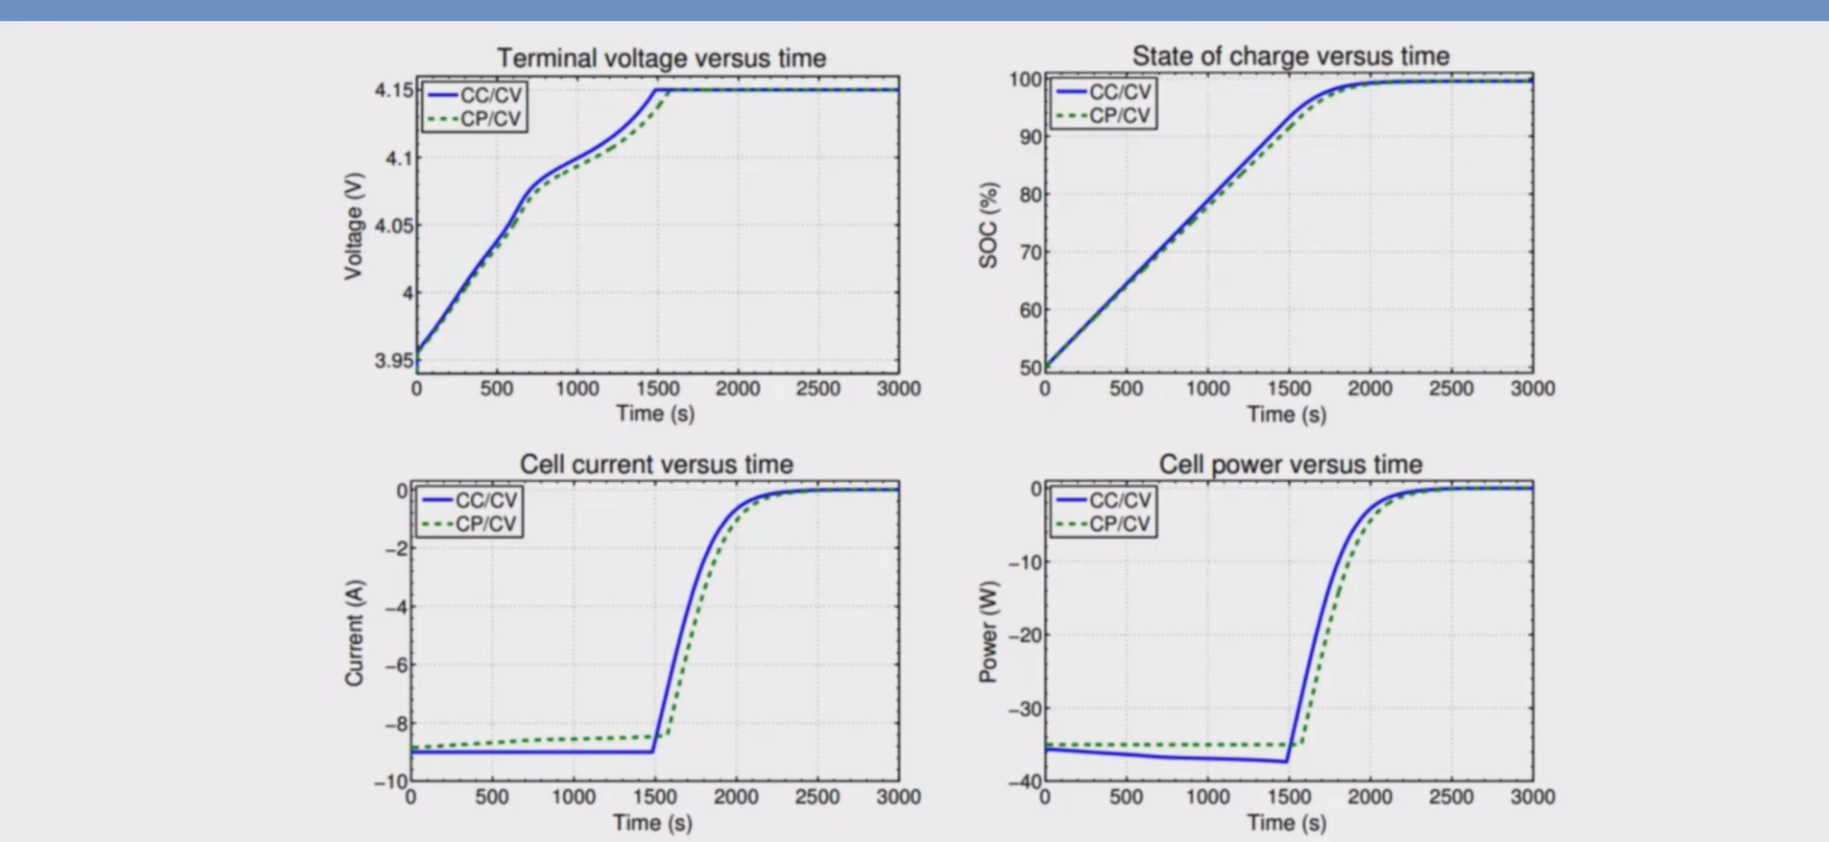 Terminal voltage versus time
CC/CV
CP/CV
4.15
4.1
4.05
4
3.95
Voltage (V)
0 500 1000 1500 2000 2500 3000
Time (s)
State of charge versus time
CC/CV
CP/CV
100
90
80
70
60
50
SOC (%)
0 500 1000 1500 2000 2500 3000
Time (s)
Cell current versus time
CC/CV
CP/CV
0
−2
−4
−6
−8
−10
Current (A)
0 500 1000 1500 2000 2500 3000
Time (s)
Cell power versus time
CC/CV
CP/CV
0
−10
−20
−30
−40
Power (W)
0 500 1000 1500 2000 2500 3000
Time (s)